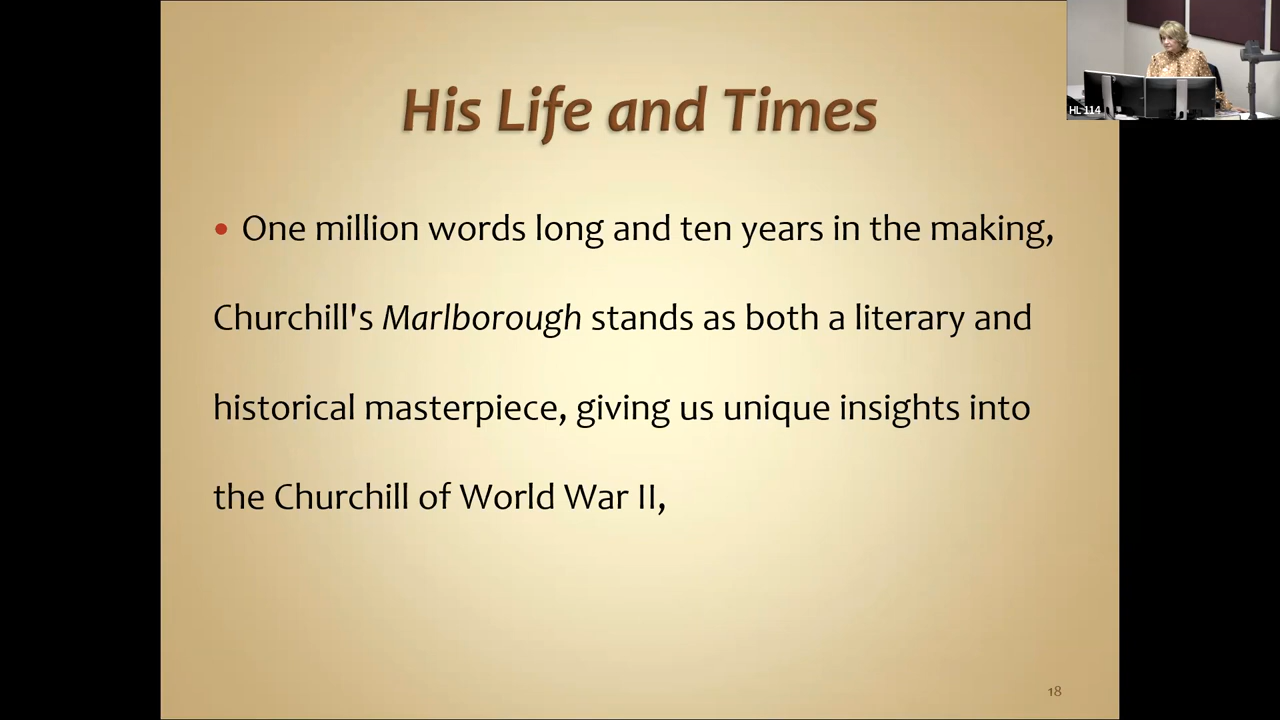 His Life and Times
• One million words long and ten years in the making,
Churchill's Marlborough stands as both a literary and
historical masterpiece, giving us unique insights into
the Churchill of World War II,
18
HL 114